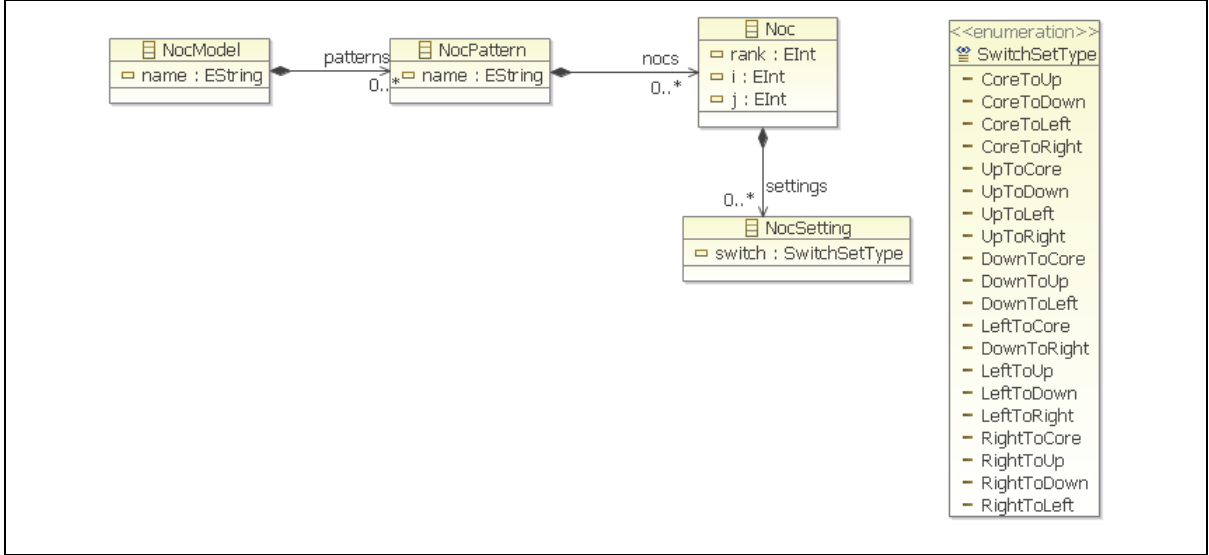 NocModel
name : EString
patterns
0..*
NocPattern
name : EString
nocs
0..*
Noc
rank : EInt
i : EInt
j : EInt
settings
0..*
NocSetting
switch : SwitchSetType
<<enumeration>>
SwitchSetType
CoreToUp
CoreToDown
CoreToLeft
CoreToRight
UpToCore
UpToDown
UpToLeft
UpToRight
DownToCore
DownToUp
DownToLeft
LeftToCore
DownToRight
LeftToUp
LeftToDown
LeftToRight
RightToCore
RightToUp
RightToDown
RightToLeft